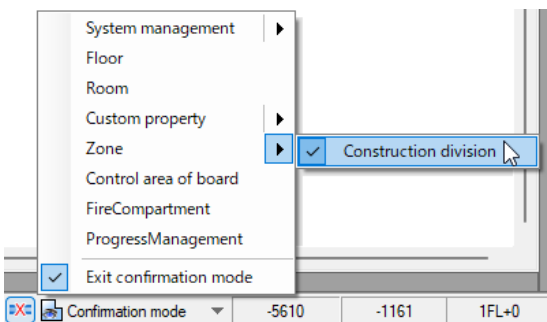 System management
Floor
Room
Custom property
Zone
Construction division
Control area of board
FireCompartment
ProgressManagement
Exit confirmation mode
Confimation mode -5610 -1161 1FL+0